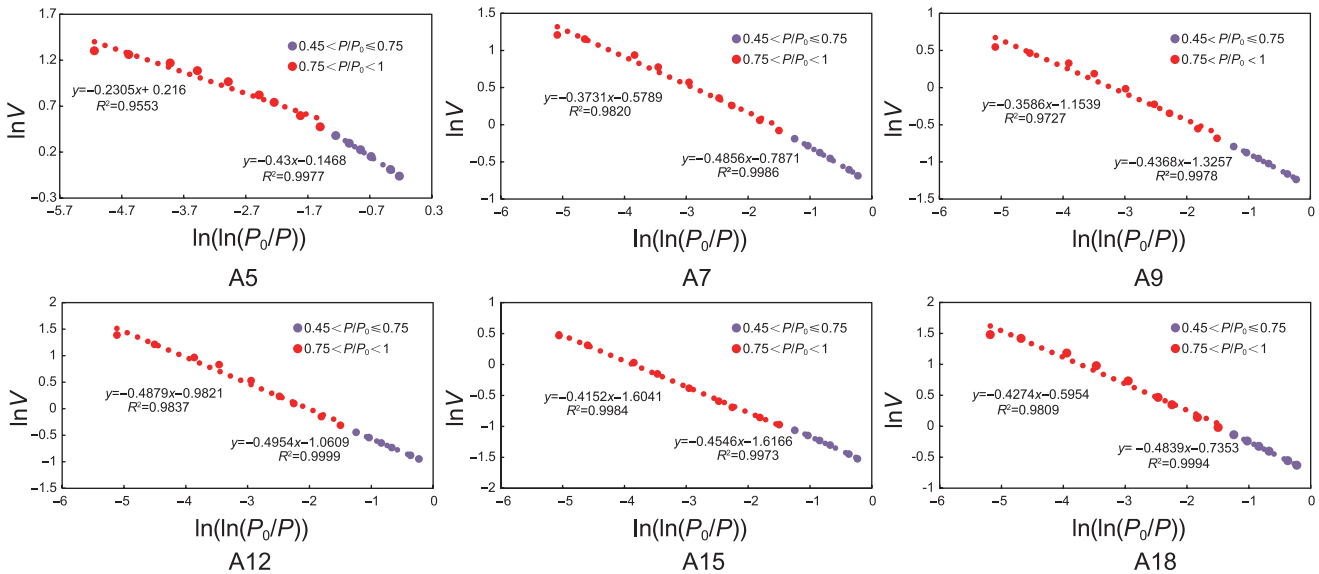 1.7
1.2
0.7
0.2
−0.3
lnV
0.45＜P/P₀≤0.75
0.75＜P/P₀＜1
y=−0.2305x+ 0.216
R²=0.9553
y=−0.43x−0.1468
R²=0.9977
−5.7 −4.7 −3.7 −2.7 −1.7 −0.7 0.3
ln(ln(P₀/P))
A5
1.5
1
0.5
0
−0.5
−1
lnV
0.45＜P/P₀≤0.75
0.75＜P/P₀＜1
y=−0.3731x−0.5789
R²=0.9820
y=−0.4856x−0.7871
R²=0.9986
−6 −5 −4 −3 −2 −1 0
ln(ln(P₀/P))
A7
1
0.5
0
−0.5
−1
−1.5
lnV
0.45＜P/P₀≤0.75
0.75＜P/P₀＜1
y=−0.3586x−1.1539
R²=0.9727
y=−0.4368x−1.3257
R²=0.9978
−6 −5 −4 −3 −2 −1 0
ln(ln(P₀/P))
A9
2
1.5
1
0.5
0
−0.5
−1
−1.5
lnV
0.45＜P/P₀≤0.75
0.75＜P/P₀＜1
y=−0.4879x−0.9821
R²=0.9837
y=−0.4954x−1.0609
R²=0.9999
−6 −5 −4 −3 −2 −1 0
ln(ln(P₀/P))
A12
1
0.5
0
−0.5
−1
−1.5
−2
lnV
0.45＜P/P₀≤0.75
0.75＜P/P₀＜1
y=−0.4152x−1.6041
R²=0.9984
y=−0.4546x−1.6166
R²=0.9973
−6 −5 −4 −3 −2 −1 0
ln(ln(P₀/P))
A15
2
1.5
1
0.5
0
−0.5
−1
lnV
0.45＜P/P₀≤0.75
0.75＜P/P₀＜1
y=−0.4274x−0.5954
R²=0.9809
y= −0.4839x−0.7353
R²=0.9994
−6 −5 −4 −3 −2 −1 0
ln(ln(P₀/P))
A18